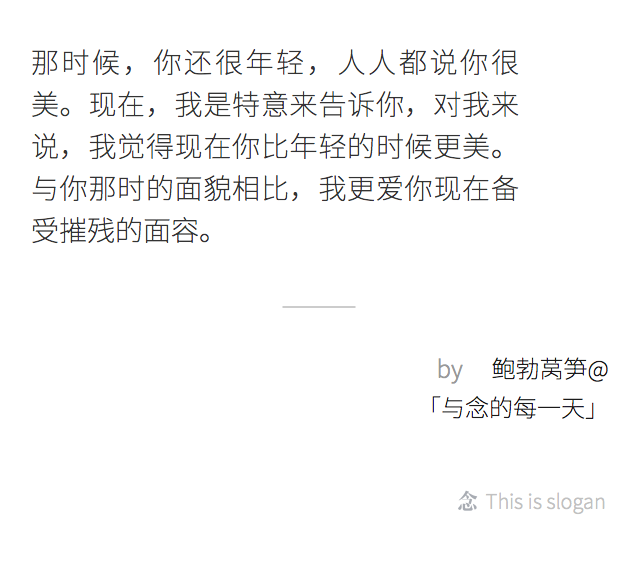 那时候，你还很年轻，人人都说你很
美。现在，我是特意来告诉你，对我来
说，我觉得现在你比年轻的时候更美。
与你那时的面貌相比，我更爱你现在备
受摧残的面容。
by 鲍勃莴笋@
「与念的每一天」
念 This is slogan